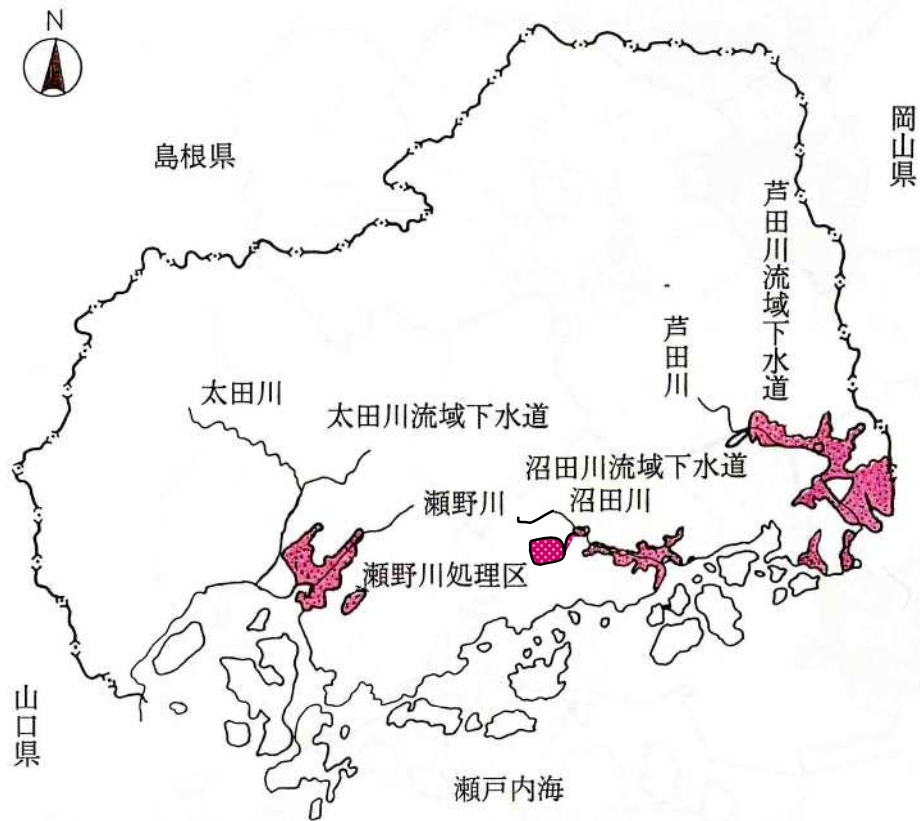 N
島根県
岡山県
芦田川流域下水道
芦田川
太田川
太田川流域下水道
沼田川流域下水道
瀬野川
沼田川
瀬野川処理区
山口県
瀬戸内海